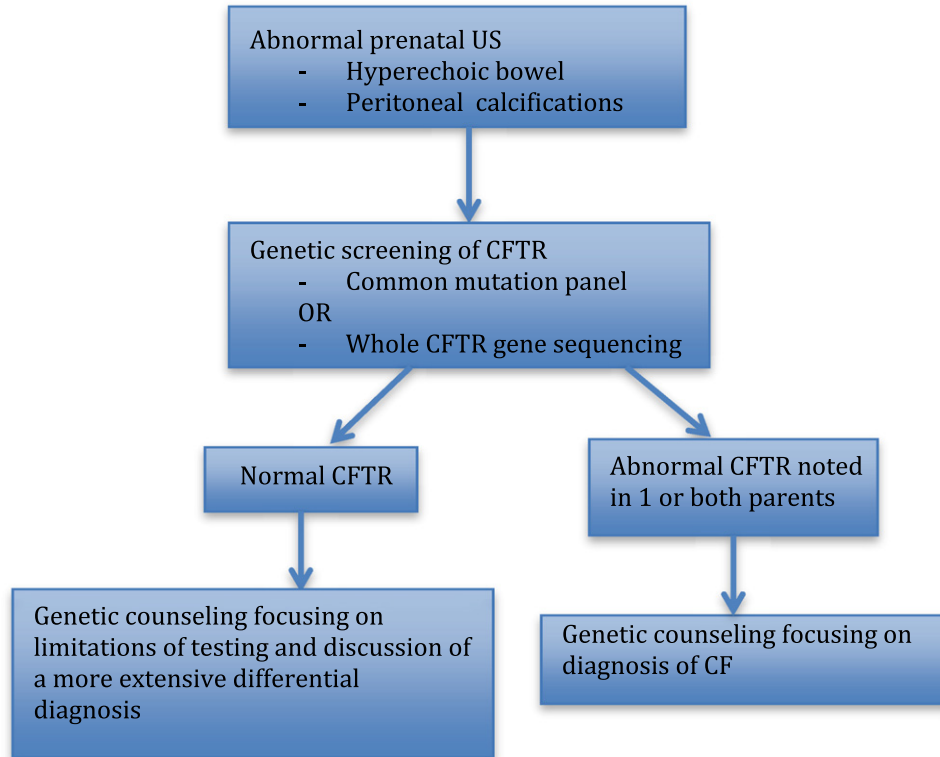 Abnormal prenatal US
- Hyperechoic bowel
- Peritoneal calcifications
Genetic screening of CFTR
- Common mutation panel
OR
- Whole CFTR gene sequencing
Normal CFTR
Abnormal CFTR noted
in 1 or both parents
Genetic counseling focusing on
limitations of testing and discussion of
a more extensive differential
diagnosis
Genetic counseling focusing on
diagnosis of CF